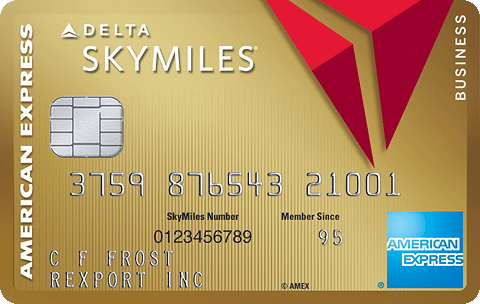 AMERICAN EXPRESS
DELTA
SKYMILES®
BUSINESS
3759 876543 21001
SkyMiles Number
Member Since
0123456789
95
C F FROST
REXPORT INC
© AMEX
AMERICAN
EXPRESS
®